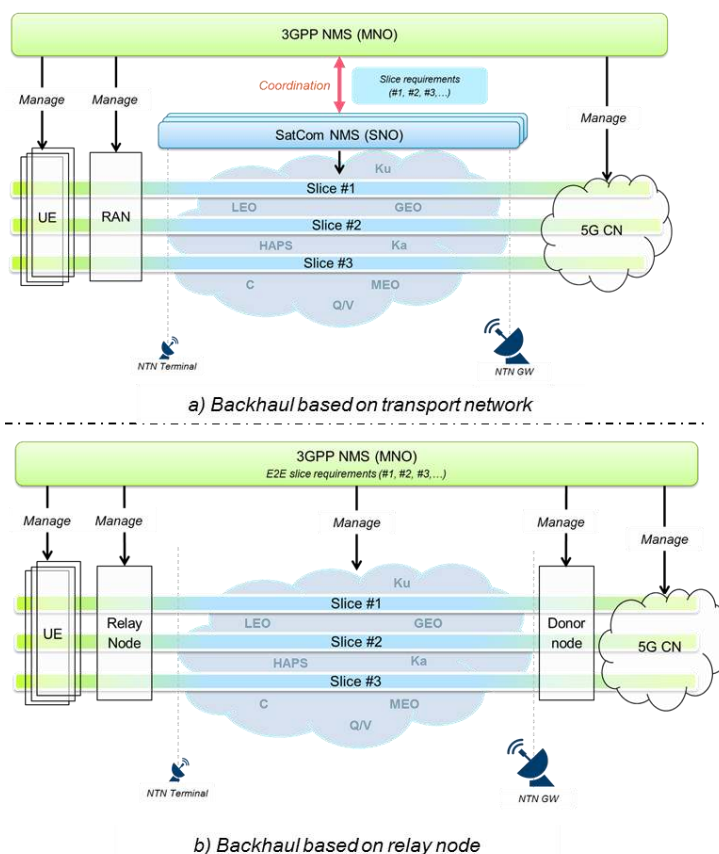 3GPP NMS (MNO)
Coordination
Slice requirements
(#1, #2, #3,...)
Manage
Manage
Manage
SatCom NMS (SNO)
Ku
Slice #1
LEO
GEO
UE
RAN
Slice #2
5G CN
HAPS
Ka
Slice #3
C
MEO
Q/V
NTN Terminal
NTN GW
a) Backhaul based on transport network
3GPP NMS (MNO)
E2E slice requirements (#1, #2, #3,...)
Manage
Manage
Manage
Manage
Manage
Ku
Slice #1
LEO
GEO
UE
Relay
Node
Slice #2
Donor
node
5G CN
HAPS
Ka
Slice #3
C
MEO
Q/V
NTN Terminal
NTN GW
b) Backhaul based on relay node